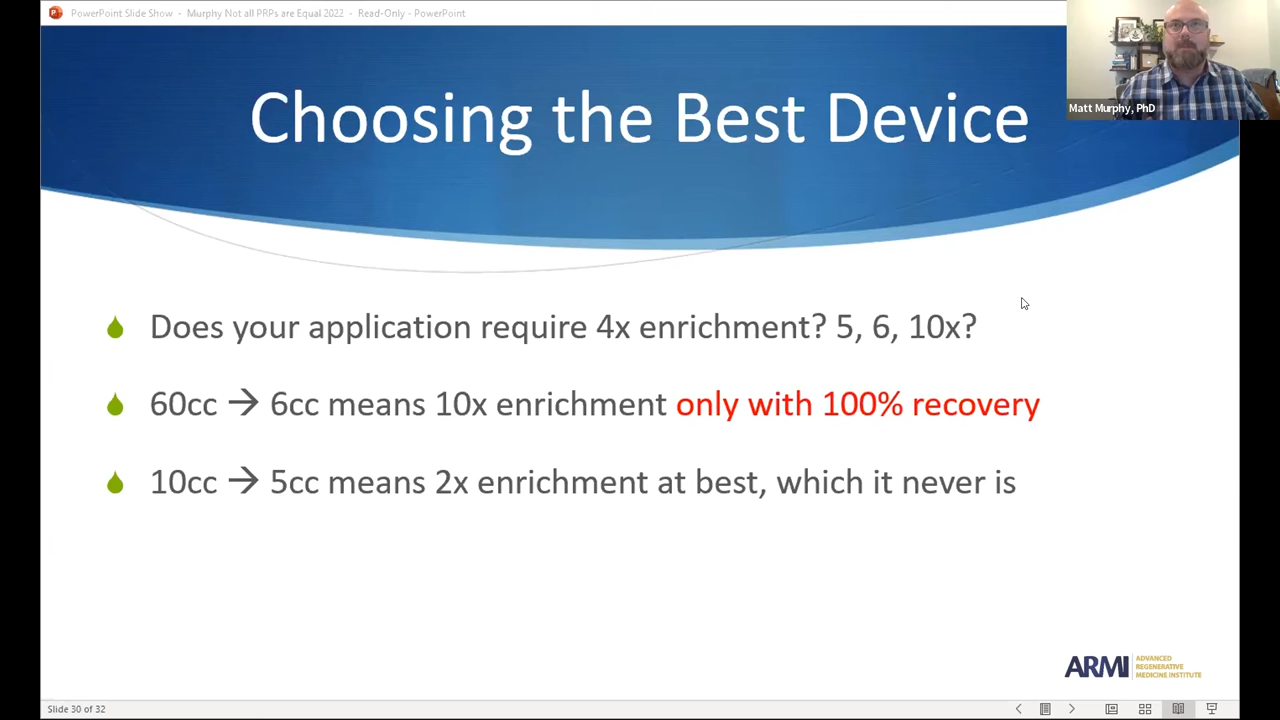 PowerPoint Slide Show - Murphy Not all PRPs are Equal 2022 - Read-Only - PowerPoint
Matt Murphy, PhD
Choosing the Best Device
Does your application require 4x enrichment? 5, 6, 10x?
60cc → 6cc means 10x enrichment only with 100% recovery
10cc → 5cc means 2x enrichment at best, which it never is
ARMI ADVANCED
REGENERATIVE
MEDICINE INSTITUTE
Slide 30 of 32